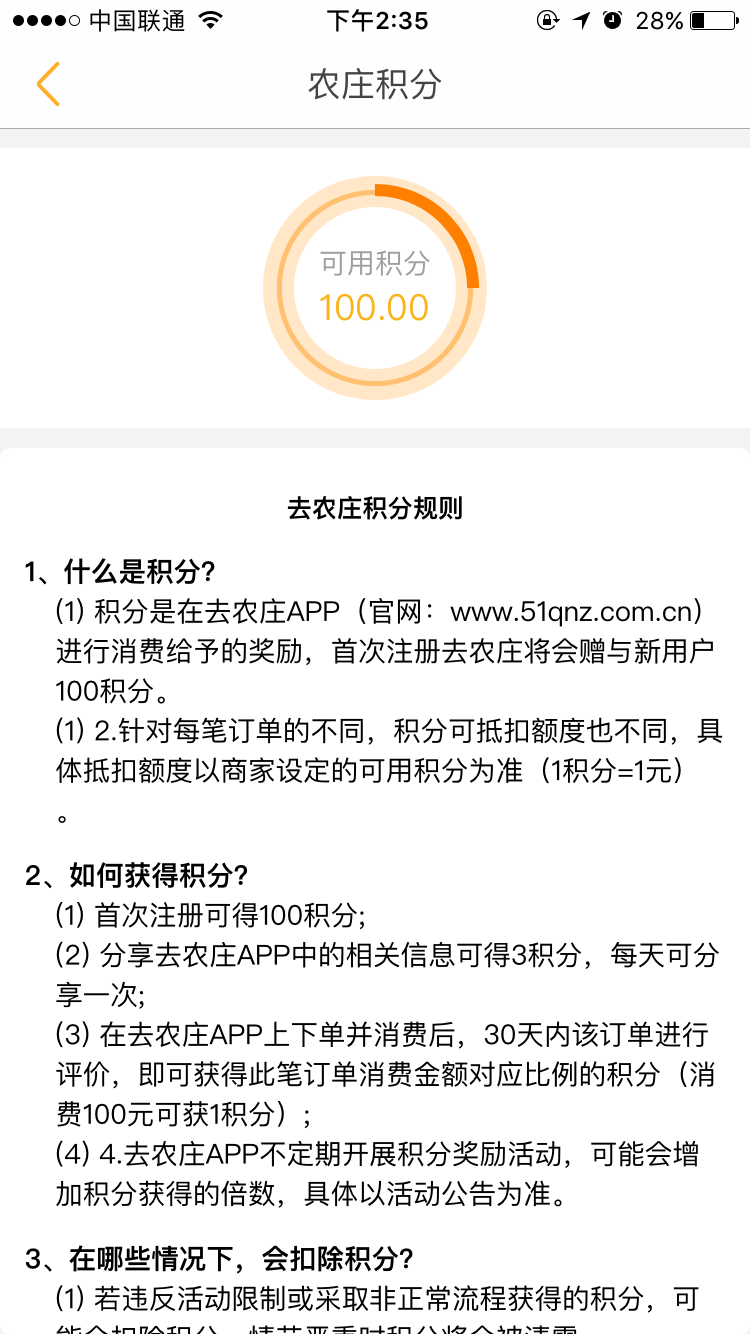 中国联通
下午2:35
28%
农庄积分
可用积分
100.00
去农庄积分规则
1、什么是积分?
(1) 积分是在去农庄APP（官网：www.51qnz.com.cn）
进行消费给予的奖励，首次注册去农庄将会赠与新用户
100积分。
(1) 2.针对每笔订单的不同，积分可抵扣额度也不同，具
体抵扣额度以商家设定的可用积分为准（1积分=1元）
。
2、如何获得积分?
(1) 首次注册可得100积分;
(2) 分享去农庄APP中的相关信息可得3积分，每天可分
享一次;
(3) 在去农庄APP上下单并消费后，30天内该订单进行
评价，即可获得此笔订单消费金额对应比例的积分（消
费100元可获1积分）;
(4) 4.去农庄APP不定期开展积分奖励活动，可能会增
加积分获得的倍数，具体以活动公告为准。
3、在哪些情况下，会扣除积分?
(1) 若违反活动限制或采取非正常流程获得的积分，可